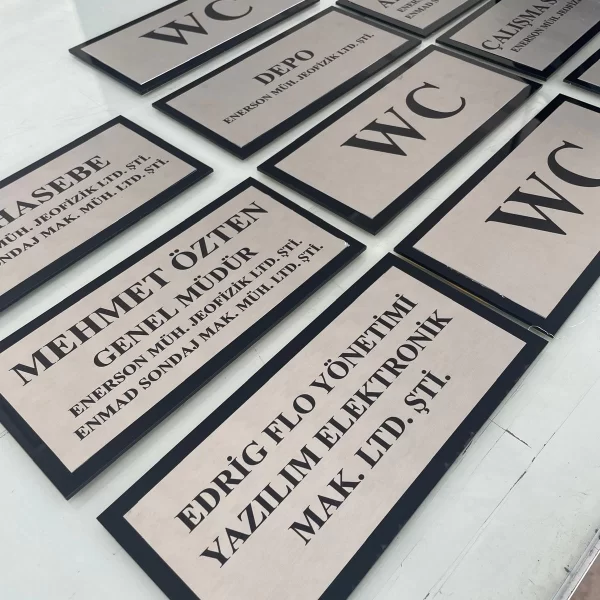 WC
DEPO
ENERSON MÜH. JEOFİZİK LTD. ŞTİ.
ENMAD S
ÇALIŞMA S
ENERSON MÜH. J
WC
WC
HASEBE
MÜH. JEOFİZİK LTD. ŞTİ.
SONDAJ MAK. MÜH. LTD. ŞTİ.
MEHMET ÖZTEN
GENEL MÜDÜR
ENERSON MÜH. JEOFİZİK LTD. ŞTİ.
ENMAD SONDAJ MAK. MÜH. LTD. ŞTİ.
EDRİG FLO YÖNETİMİ
YAZILIM ELEKTRONİK
MAK. LTD. ŞTİ.